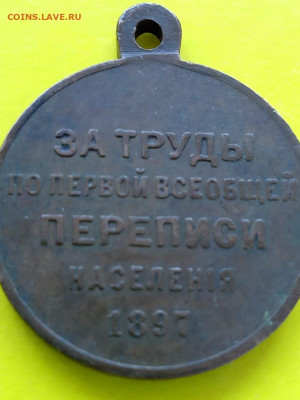 COINS.LAVE.RU
ЗА ТРУДЫ
ПО ПЕРВОЙ ВСЕОБЩЕЙ
ПЕРЕПИСИ
НАСЕЛЕНІЯ
1897